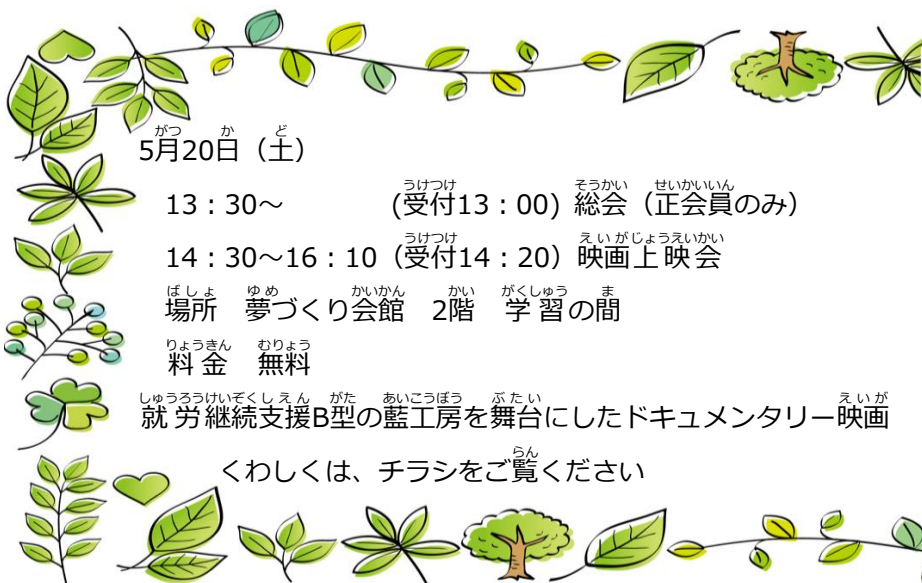 5月20日（土）
13：30～　(受付13：00) 総会（正会員のみ）
14：30～16：10（受付14：20）映画上映会
場所　夢づくり会館　2階　学習の間
料金　無料
就労継続支援B型の藍工房を舞台にしたドキュメンタリー映画
くわしくは、チラシをご覧ください